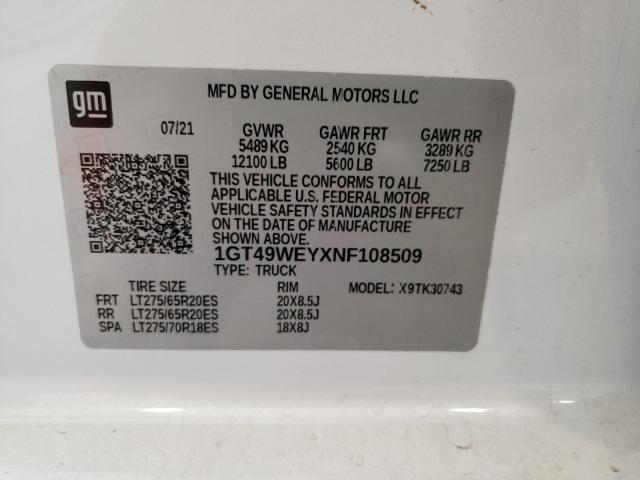 gm
MFD BY GENERAL MOTORS LLC
07/21 GVWR GAWR FRT GAWR RR
5489 KG 2540 KG 3289 KG
12100 LB 5600 LB 7250 LB
THIS VEHICLE CONFORMS TO ALL
APPLICABLE U.S. FEDERAL MOTOR
VEHICLE SAFETY STANDARDS IN EFFECT
ON THE DATE OF MANUFACTURE
SHOWN ABOVE.
1GT49WEYXNF108509
TYPE: TRUCK
TIRE SIZE RIM MODEL: X9TK30743
FRT LT275/65R20ES 20X8.5J
RR LT275/65R20ES 20X8.5J
SPA LT275/70R18ES 18X8J